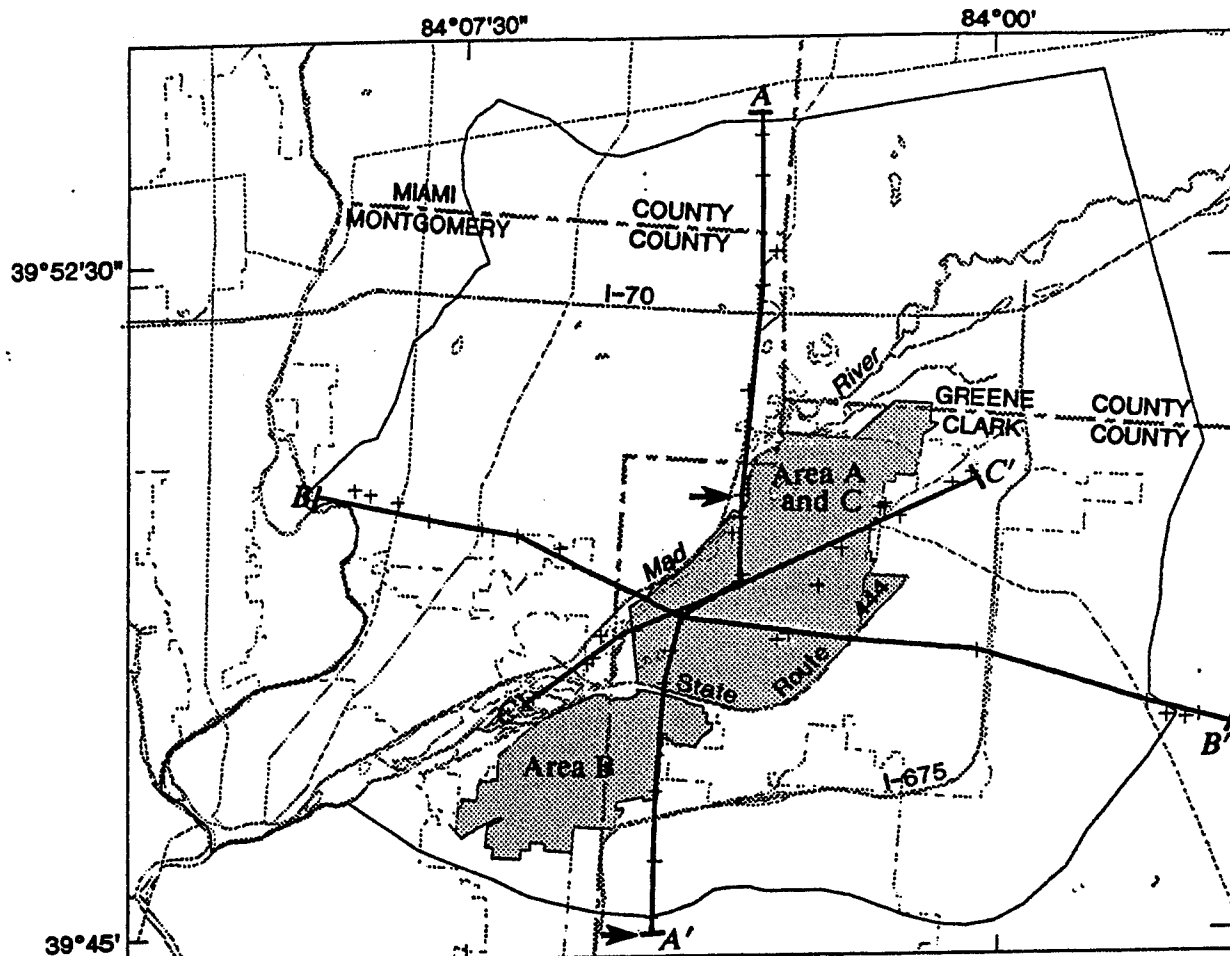 84°07'30"
84°00'
A
MIAMI COUNTY
MONTGOMERY COUNTY
39°52'30"
I-70
River
GREENE COUNTY
CLARK COUNTY
Area A
and C
C'
B
Mad
444
State Route
C
B'
Area B
I-675
39°45'
A'